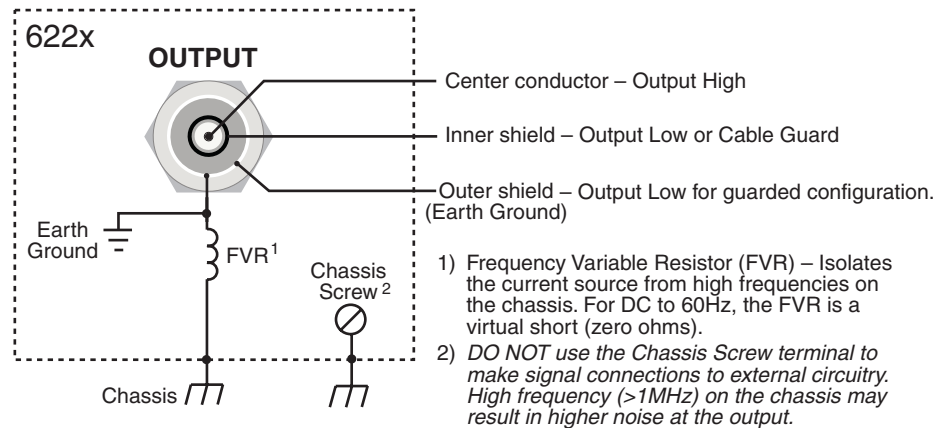 622x
OUTPUT
Center conductor – Output High
Inner shield – Output Low or Cable Guard
Outer shield – Output Low for guarded configuration.
(Earth Ground)
Earth
Ground
FVR1
Chassis
Screw2
Chassis
1) Frequency Variable Resistor (FVR) – Isolates
the current source from high frequencies on
the chassis. For DC to 60Hz, the FVR is a
virtual short (zero ohms).
2) DO NOT use the Chassis Screw terminal to
make signal connections to external circuitry.
High frequency (>1MHz) on the chassis may
result in higher noise at the output.